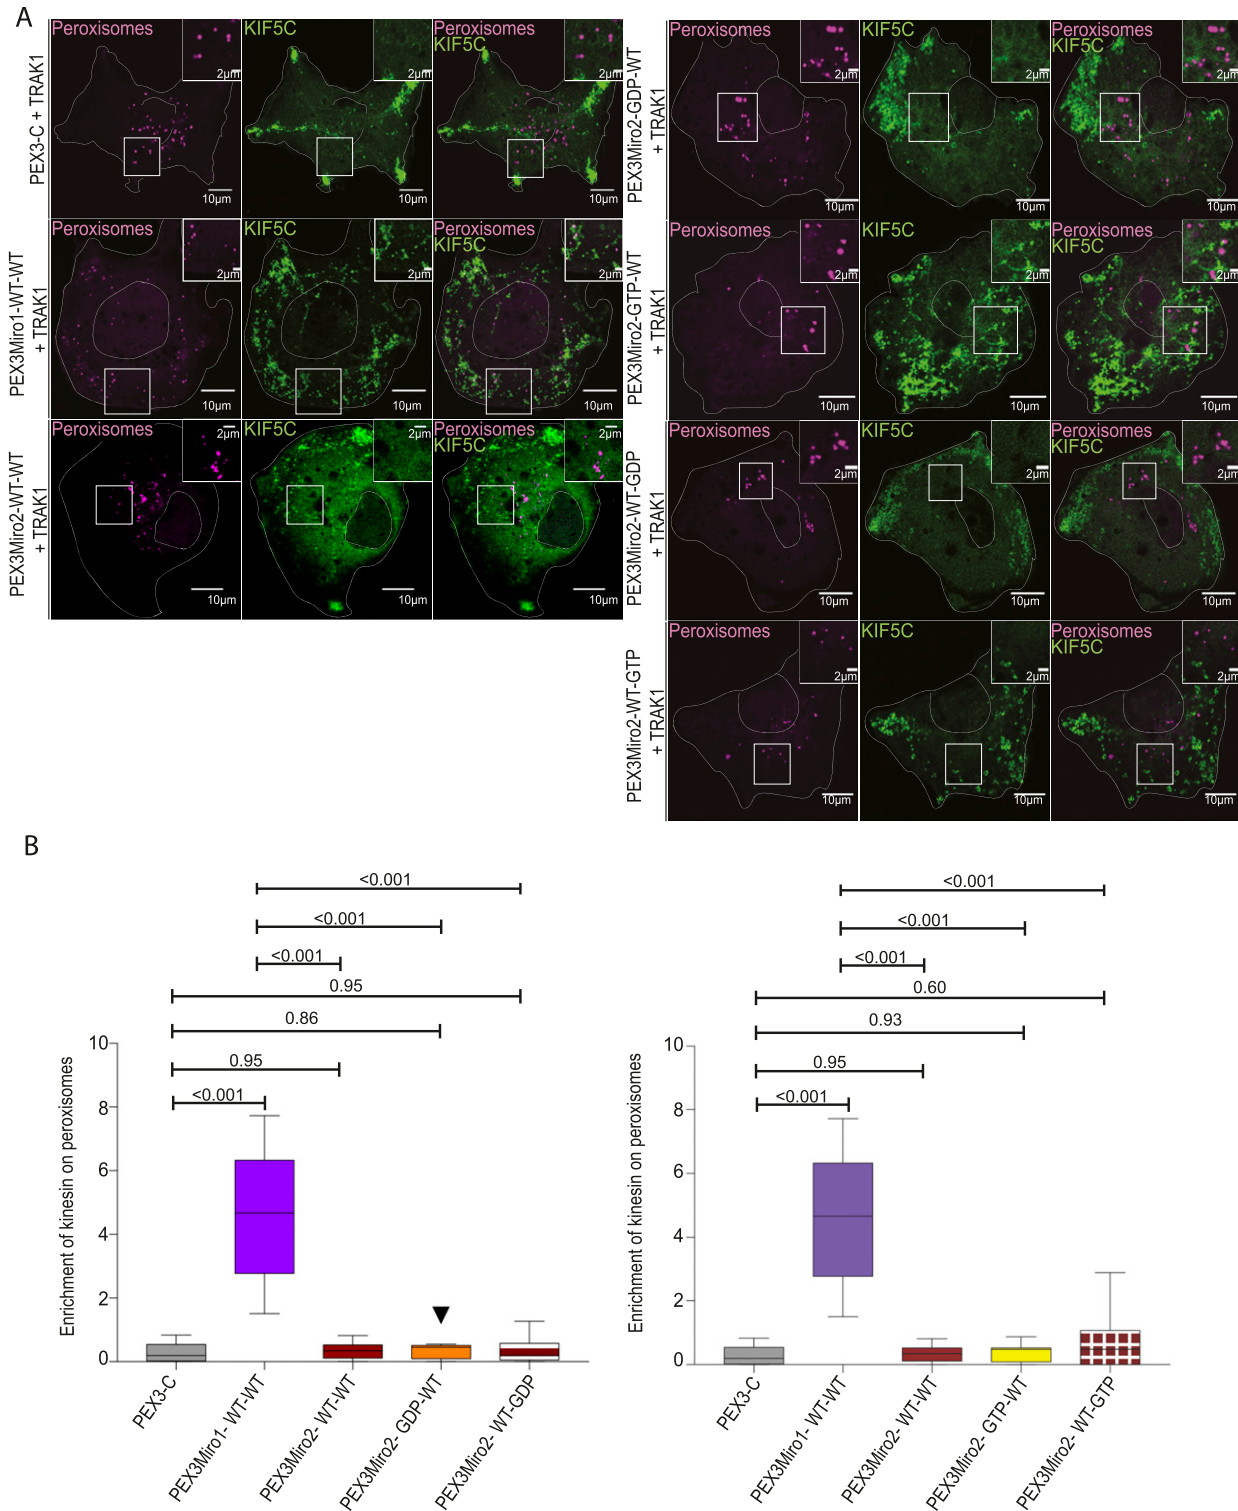 A
PEX3-C + TRAK1
Peroxisomes
2µm
10µm
KIF5C
2µm
10µm
Peroxisomes
KIF5C
2µm
10µm
PEX3Miro1-WT-WT
+ TRAK1
Peroxisomes
2µm
10µm
KIF5C
2µm
10µm
Peroxisomes
KIF5C
2µm
10µm
PEX3Miro2-WT-WT
+ TRAK1
Peroxisomes
2µm
10µm
KIF5C
2µm
10µm
Peroxisomes
KIF5C
2µm
10µm
PEX3Miro2-GDP-WT
+ TRAK1
Peroxisomes
2µm
10µm
KIF5C
2µm
10µm
Peroxisomes
KIF5C
2µm
10µm
PEX3Miro2-GTP-WT
+ TRAK1
Peroxisomes
2µm
10µm
KIF5C
2µm
10µm
Peroxisomes
KIF5C
2µm
10µm
PEX3Miro2-WT-GDP
+ TRAK1
Peroxisomes
2µm
10µm
KIF5C
2µm
10µm
Peroxisomes
KIF5C
2µm
10µm
PEX3Miro2-WT-GTP
+ TRAK1
Peroxisomes
2µm
10µm
KIF5C
2µm
10µm
Peroxisomes
KIF5C
2µm
10µm
B
<0.001
<0.001
<0.001
0.95
0.86
0.95
<0.001
Enrichment of kinesin on peroxisomes
10
8
6
4
2
0
PEX3-C
PEX3Miro1- WT-WT
PEX3Miro2- WT-WT
PEX3Miro2- GDP-WT
PEX3Miro2- WT-GDP
<0.001
<0.001
<0.001
0.60
0.93
0.95
<0.001
Enrichment of kinesin on peroxisomes
10
8
6
4
2
0
PEX3-C
PEX3Miro1- WT-WT
PEX3Miro2- WT-WT
PEX3Miro2- GTP-WT
PEX3Miro2- WT-GTP